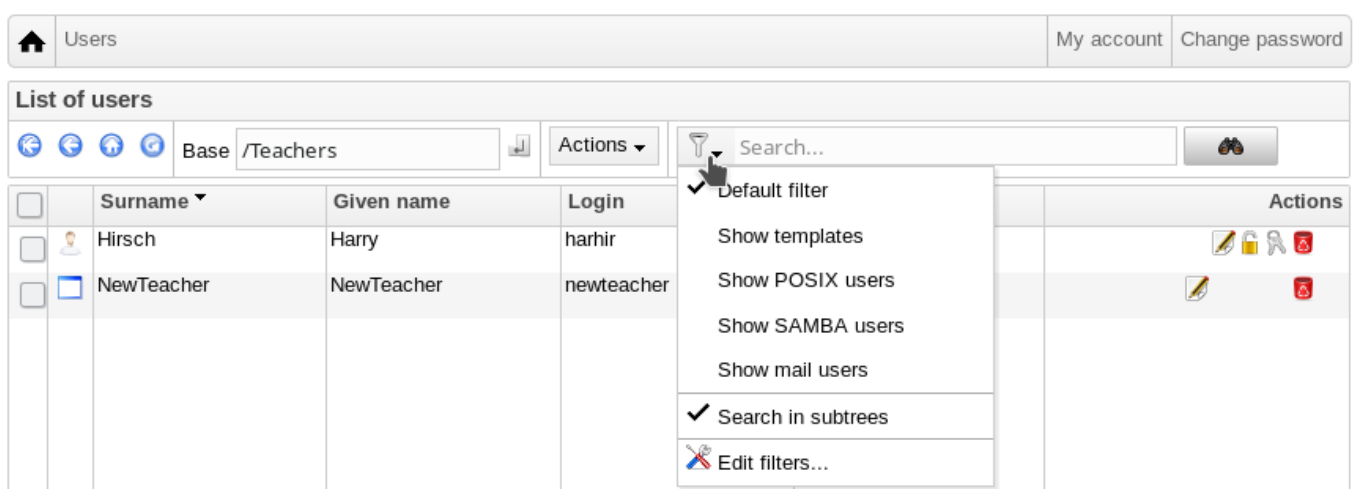 Users My account Change password
List of users
Base /Teachers Actions Search...
Surname Given name Login Actions
Hirsch Harry harhir
NewTeacher NewTeacher newteacher
Default filter
Show templates
Show POSIX users
Show SAMBA users
Show mail users
Search in subtrees
Edit filters...